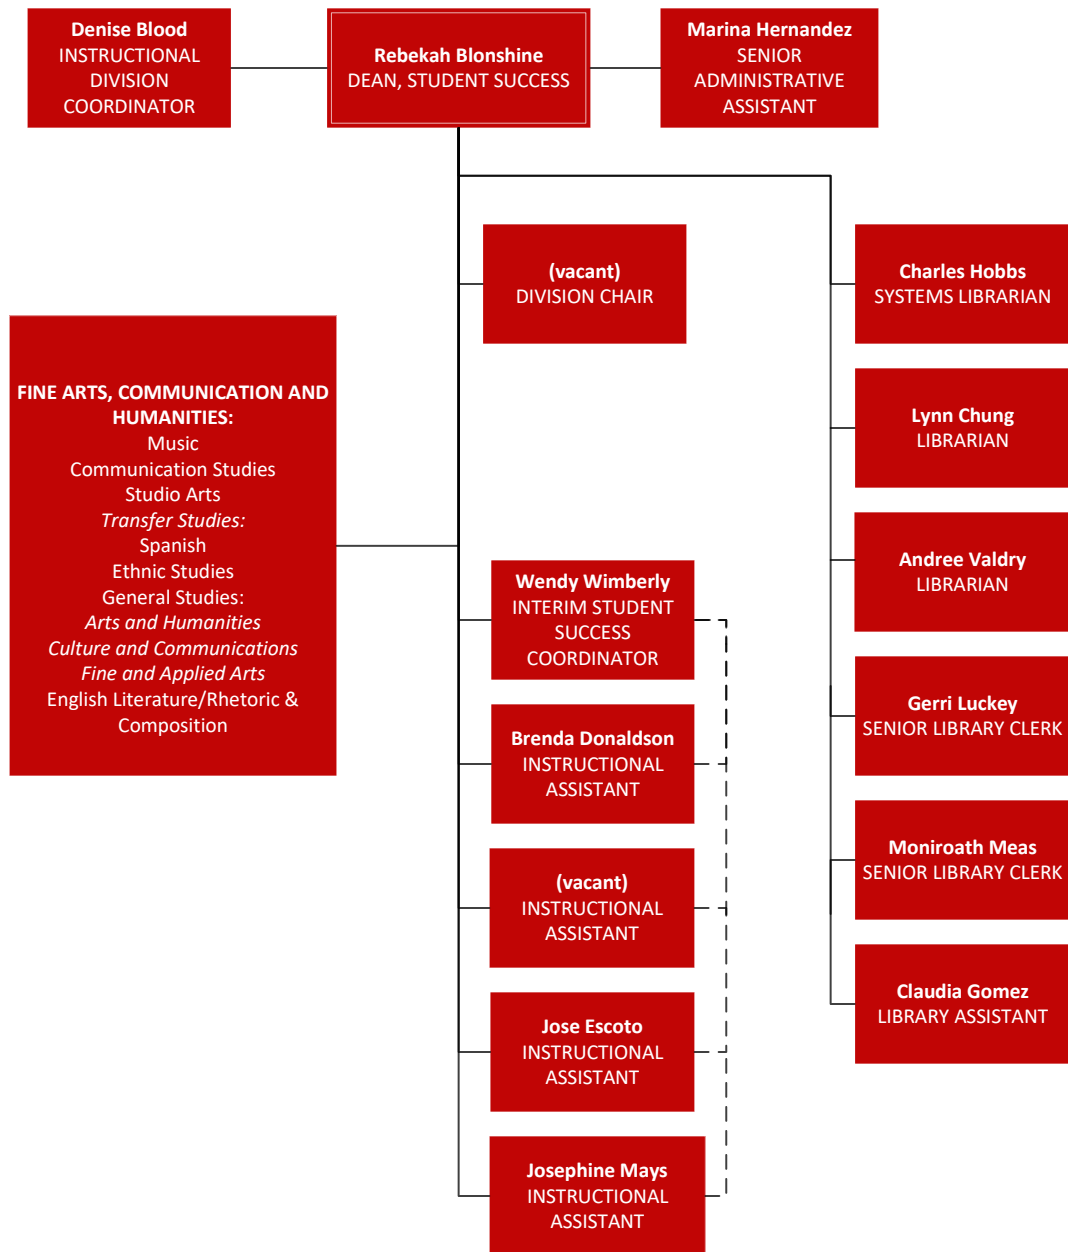 Denise Blood
INSTRUCTIONAL
DIVISION
COORDINATOR
Rebekah Blonshine
DEAN, STUDENT SUCCESS
Marina Hernandez
SENIOR
ADMINISTRATIVE
ASSISTANT
(vacant)
DIVISION CHAIR
FINE ARTS, COMMUNICATION AND
HUMANITIES:
Music
Communication Studies
Studio Arts
Transfer Studies:
Spanish
Ethnic Studies
General Studies:
Arts and Humanities
Culture and Communications
Fine and Applied Arts
English Literature/Rhetoric &
Composition
Wendy Wimberly
INTERIM STUDENT
SUCCESS
COORDINATOR
Brenda Donaldson
INSTRUCTIONAL
ASSISTANT
(vacant)
INSTRUCTIONAL
ASSISTANT
Jose Escoto
INSTRUCTIONAL
ASSISTANT
Josephine Mays
INSTRUCTIONAL
ASSISTANT
Charles Hobbs
SYSTEMS LIBRARIAN
Lynn Chung
LIBRARIAN
Andree Valdry
LIBRARIAN
Gerri Luckey
SENIOR LIBRARY CLERK
Moniroath Meas
SENIOR LIBRARY CLERK
Claudia Gomez
LIBRARY ASSISTANT